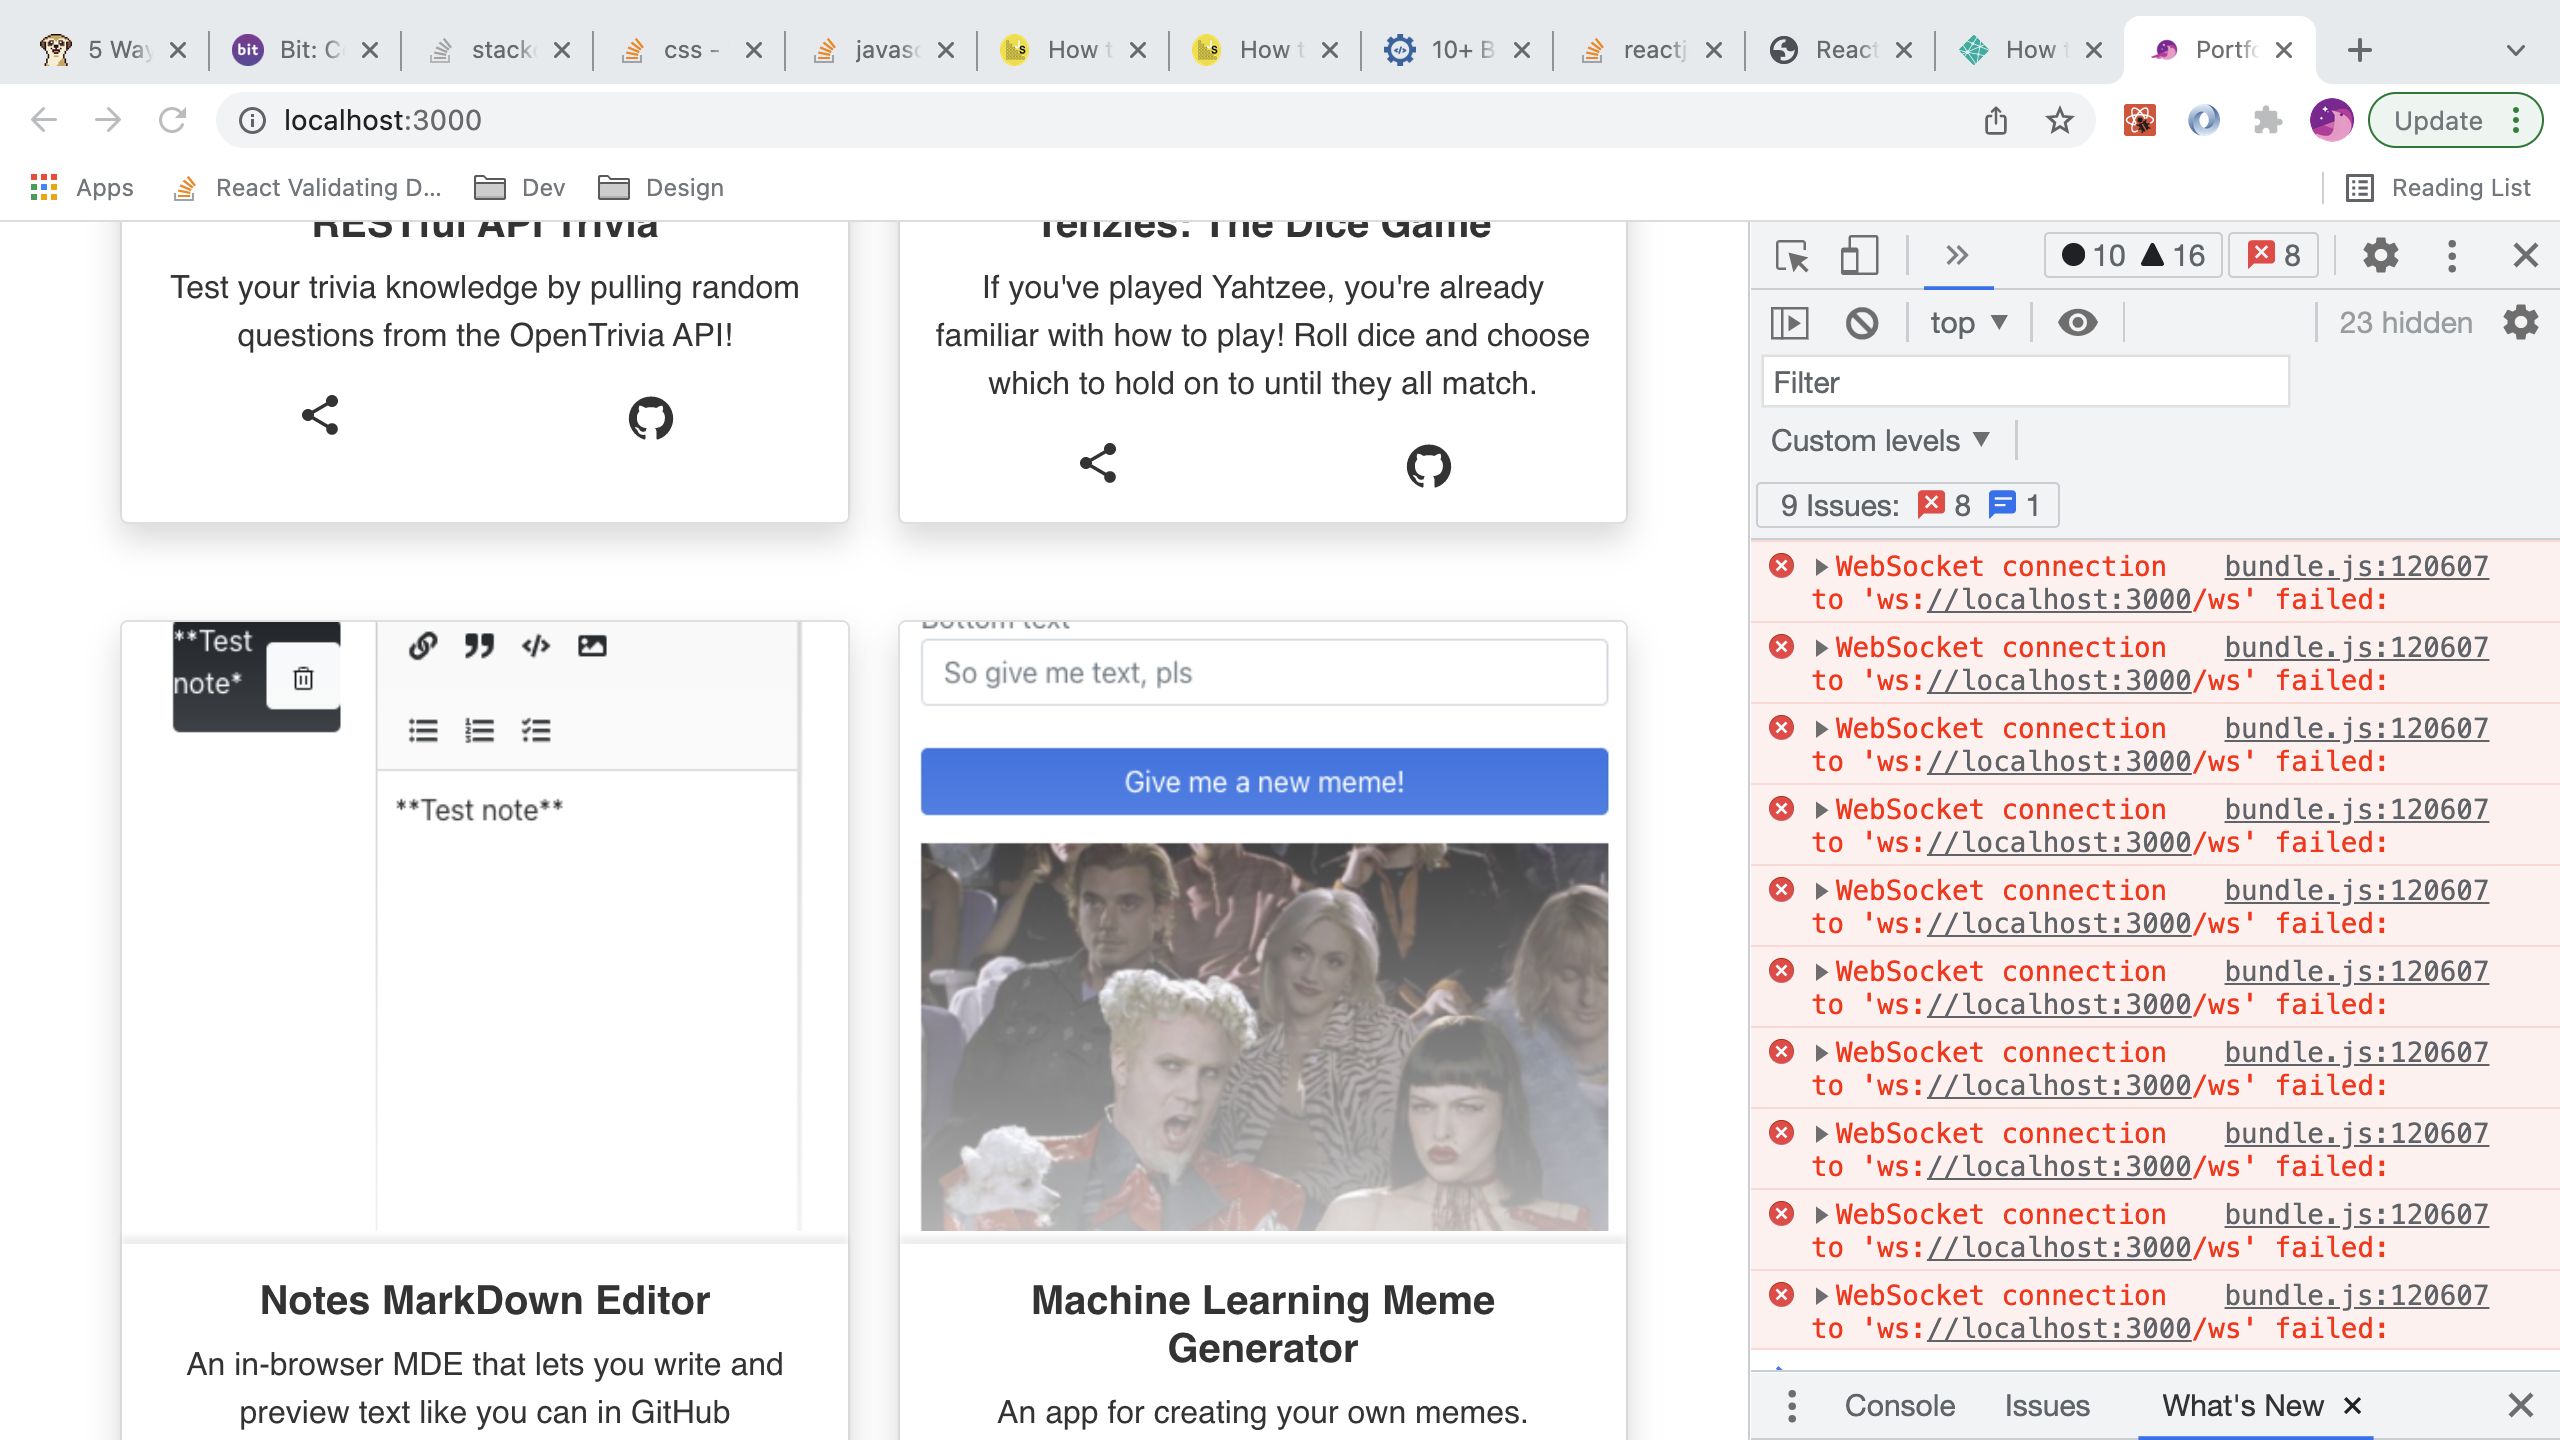 5 Way
bit
Bit: C
stack
css -
javasc
How t
How t
10+ B
reactj
React
How
Portfo
localhost:3000
Update
Apps
React Validating D...
Dev
Design
Reading List
RESTful API Trivia
Test your trivia knowledge by pulling random
questions from the OpenTrivia API!
Tenzies: The Dice Game
If you've played Yahtzee, you're already
familiar with how to play! Roll dice and choose
which to hold on to until they all match.
**Test
note*
**Test note**
Notes MarkDown Editor
An in-browser MDE that lets you write and
preview text like you can in GitHub
Bottom text
So give me text, pls
Give me a new meme!
Machine Learning Meme
Generator
An app for creating your own memes.
10 16 8
top
23 hidden
Filter
Custom levels
9 Issues: 8 1
WebSocket connection bundle.js:120607
to 'ws://localhost:3000/ws' failed:
WebSocket connection bundle.js:120607
to 'ws://localhost:3000/ws' failed:
WebSocket connection bundle.js:120607
to 'ws://localhost:3000/ws' failed:
WebSocket connection bundle.js:120607
to 'ws://localhost:3000/ws' failed:
WebSocket connection bundle.js:120607
to 'ws://localhost:3000/ws' failed:
WebSocket connection bundle.js:120607
to 'ws://localhost:3000/ws' failed:
WebSocket connection bundle.js:120607
to 'ws://localhost:3000/ws' failed:
WebSocket connection bundle.js:120607
to 'ws://localhost:3000/ws' failed:
WebSocket connection bundle.js:120607
to 'ws://localhost:3000/ws' failed:
WebSocket connection bundle.js:120607
to 'ws://localhost:3000/ws' failed:
Console
Issues
What's New